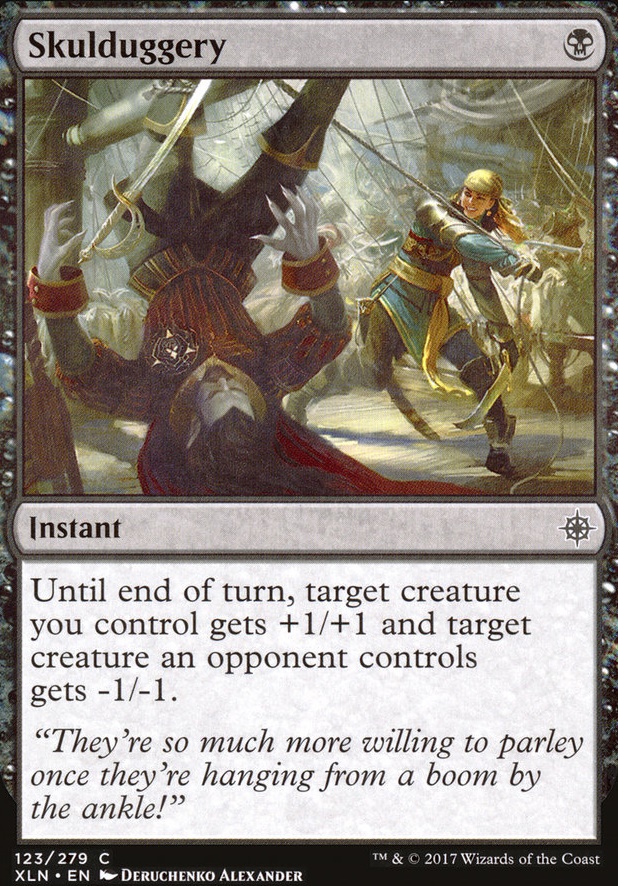 Skulduggery
Instant
Until end of turn, target creature
you control gets +1/+1 and target
creature an opponent controls
gets -1/-1.
“They’re so much more willing to parley
once they’re hanging from a boom by
the ankle!”
123/279 C
XLN • EN Deruchenko Alexander
™ & © 2017 Wizards of the Coast